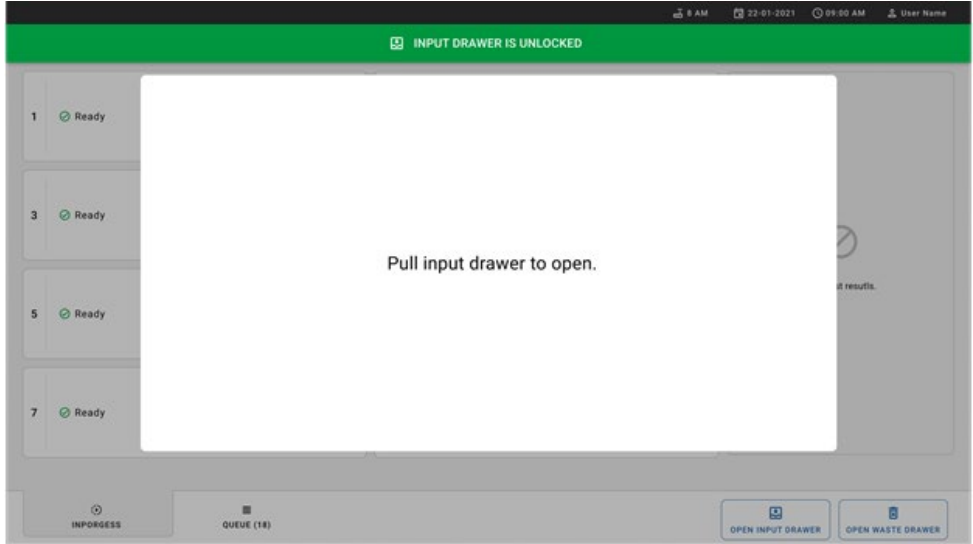 8 AM 22-01-2021 09:00 AM User Name
INPUT DRAWER IS UNLOCKED
1 Ready
3 Ready
Pull input drawer to open.
resutls.
5 Ready
7 Ready
INPORGESS
QUEUE (18)
OPEN INPUT DRAWER
OPEN WASTE DRAWER